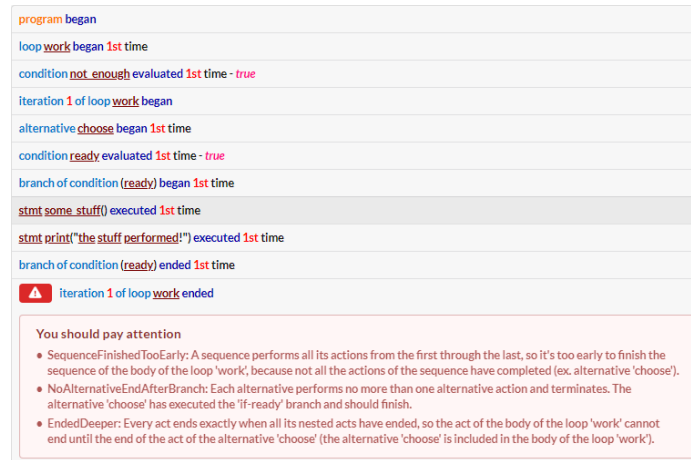 program began
loop work began 1st time
condition not_enough evaluated 1st time - true
iteration 1 of loop work began
alternative choose began 1st time
condition ready evaluated 1st time - true
branch of condition (ready) began 1st time
stmt some_stuff() executed 1st time
stmt print("the stuff performed!") executed 1st time
branch of condition (ready) ended 1st time
iteration 1 of loop work ended
You should pay attention
• SequenceFinishedTooEarly: A sequence performs all its actions from the first through the last, so it's too early to finish the
sequence of the body of the loop 'work', because not all the actions of the sequence have completed (ex. alternative 'choose').
• NoAlternativeEndAfterBranch: Each alternative performs no more than one alternative action and terminates. The
alternative 'choose' has executed the 'if-ready' branch and should finish.
• EndedDeeper: Every act ends exactly when all its nested acts have ended, so the act of the body of the loop 'work' cannot
end until the end of the act of the alternative 'choose' (the alternative 'choose' is included in the body of the loop 'work').